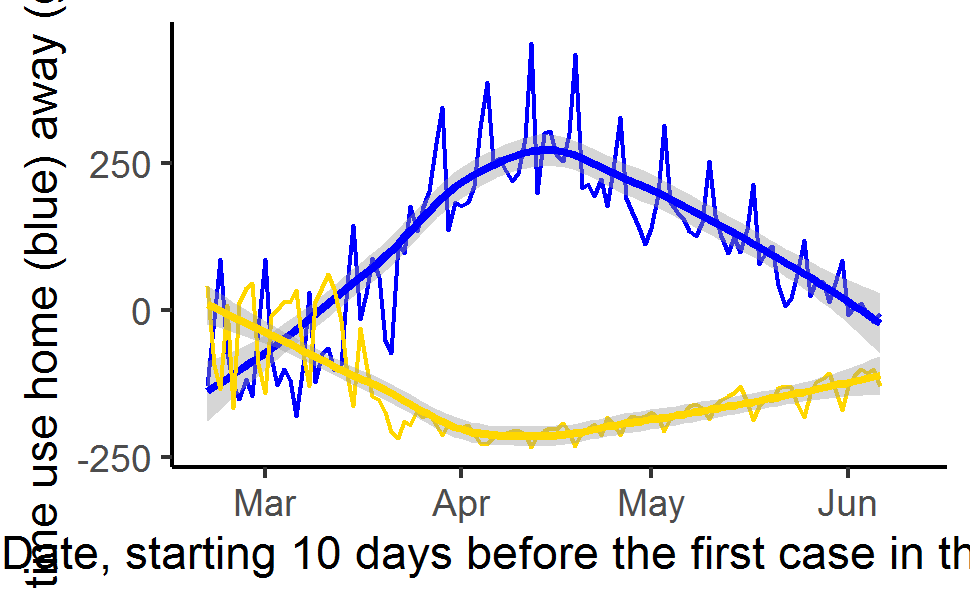 time use home (blue) away (
250
0
-250
Mar Apr May Jun
Date, starting 10 days before the first case in th